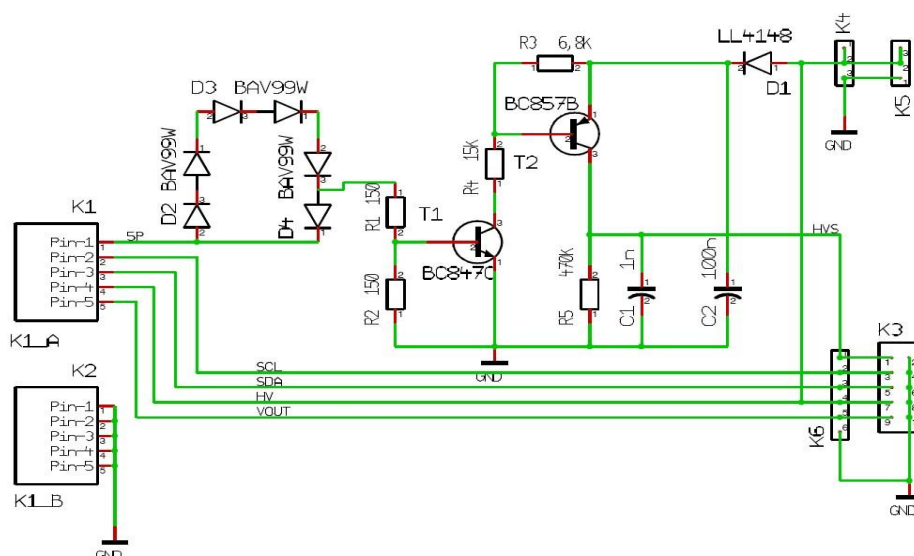 R3 6,8K
LL4148
D1
K4
K5
GND
D3 BAV99W
BC857B
T2
D2 BAV99W
BAV99W
D4
R4 15K
R1 150
T1
BC847C
R2 150
R5 470K
C1 1n
C2 100n
HVS
GND
K1
5P
Pin-1
Pin-2
Pin-3
Pin-4
Pin-5
K1_A
SCL
SDA
HV
VOUT
K3
K6
GND
K2
Pin-1
Pin-2
Pin-3
Pin-4
Pin-5
K1_B
GND